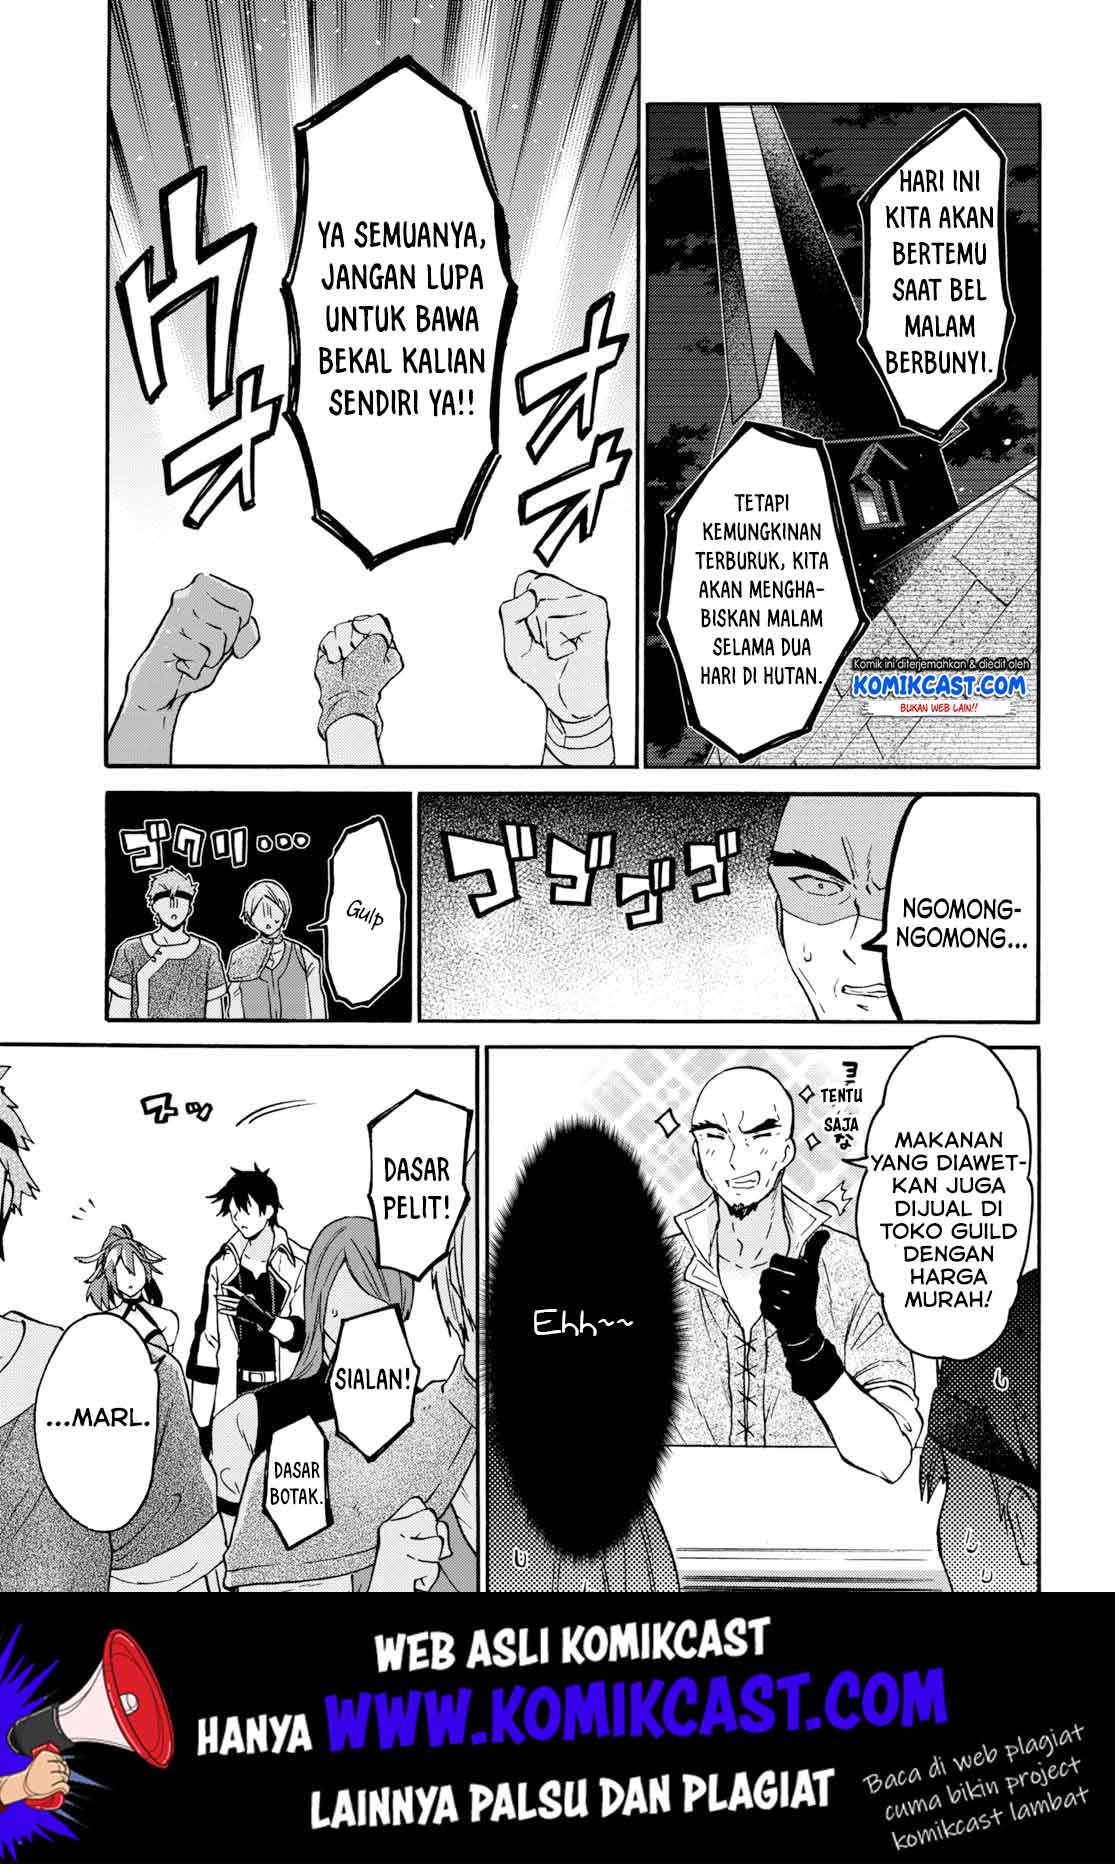 HARI INI
KITA AKAN
BERTEMU
SAAT BEL
MALAM
BERBUNYI.
TETAPI
KEMUNGKINAN
TERBURUK, KITA
AKAN MENGHA-
BISKAN MALAM
SELAMA DUA
HARI DI HUTAN.
Komik ini diterjemahkan & diedit oleh
KOMIKCAST.COM
BUKAN WEB LAIN!!
YA SEMUANYA,
JANGAN LUPA
UNTUK BAWA
BEKAL KALIAN
SENDIRI YA!!
ウオオ
オオ
NGOMONG-
NGOMONG...
ゴゴゴゴ
Gulp
ゴクリ...
MAKANAN
YANG DIAWET-
KAN JUGA
DIJUAL DI
TOKO GUILD
DENGAN
HARGA
MURAH!
TENTU
SAJA
Ehh~~
DASAR
PELIT!
SIALAN!
DASAR
BOTAK.
スッ
...MARL.
WEB ASLI KOMIKCAST
HANYA WWW.KOMIKCAST.COM
LAINNYA PALSU DAN PLAGIAT
Baca di web plagiat
cuma bikin project
komikcast lambat